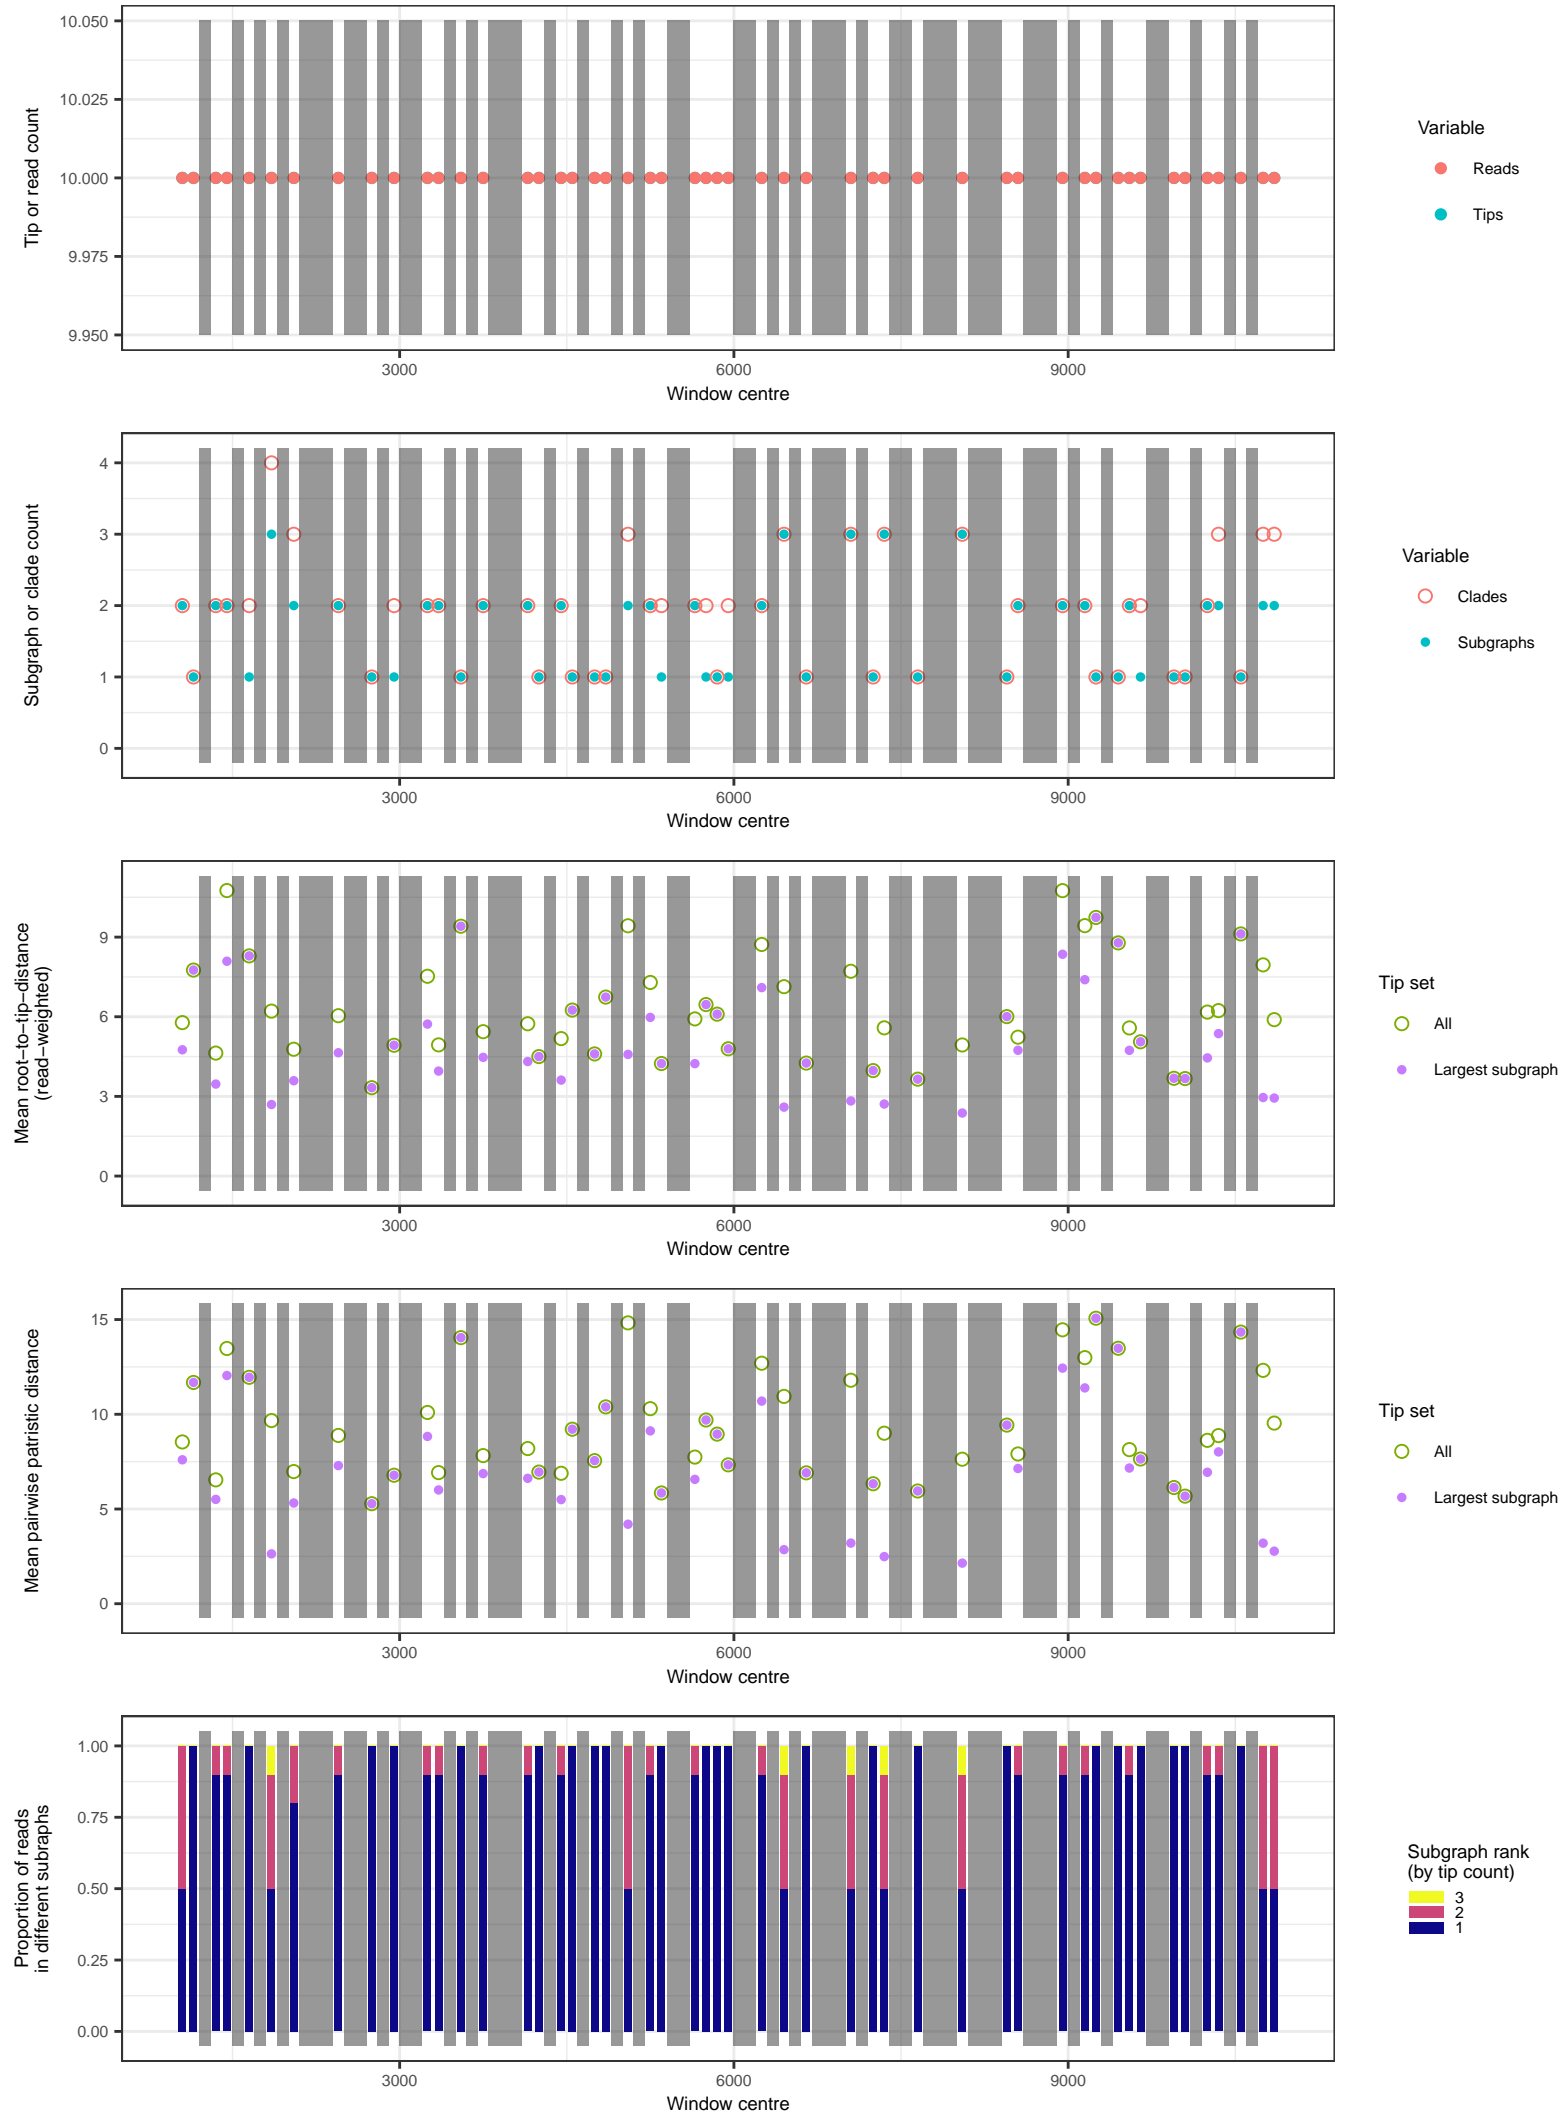 10.050
10.025
10.000
9.975
9.950
Tip or read count
3000
6000
9000
Window centre
Variable
Reads
Tips
4
3
2
1
0
Subgraph or clade count
3000
6000
9000
Window centre
Variable
Clades
Subgraphs
9
6
3
0
Mean root−to−tip−distance
(read−weighted)
3000
6000
9000
Window centre
Tip set
All
Largest subgraph
15
10
5
0
Mean pairwise patristic distance
3000
6000
9000
Window centre
Tip set
All
Largest subgraph
1.00
0.75
0.50
0.25
0.00
Proportion of reads
in different subraphs
3000
6000
9000
Window centre
Subgraph rank
(by tip count)
3
2
1